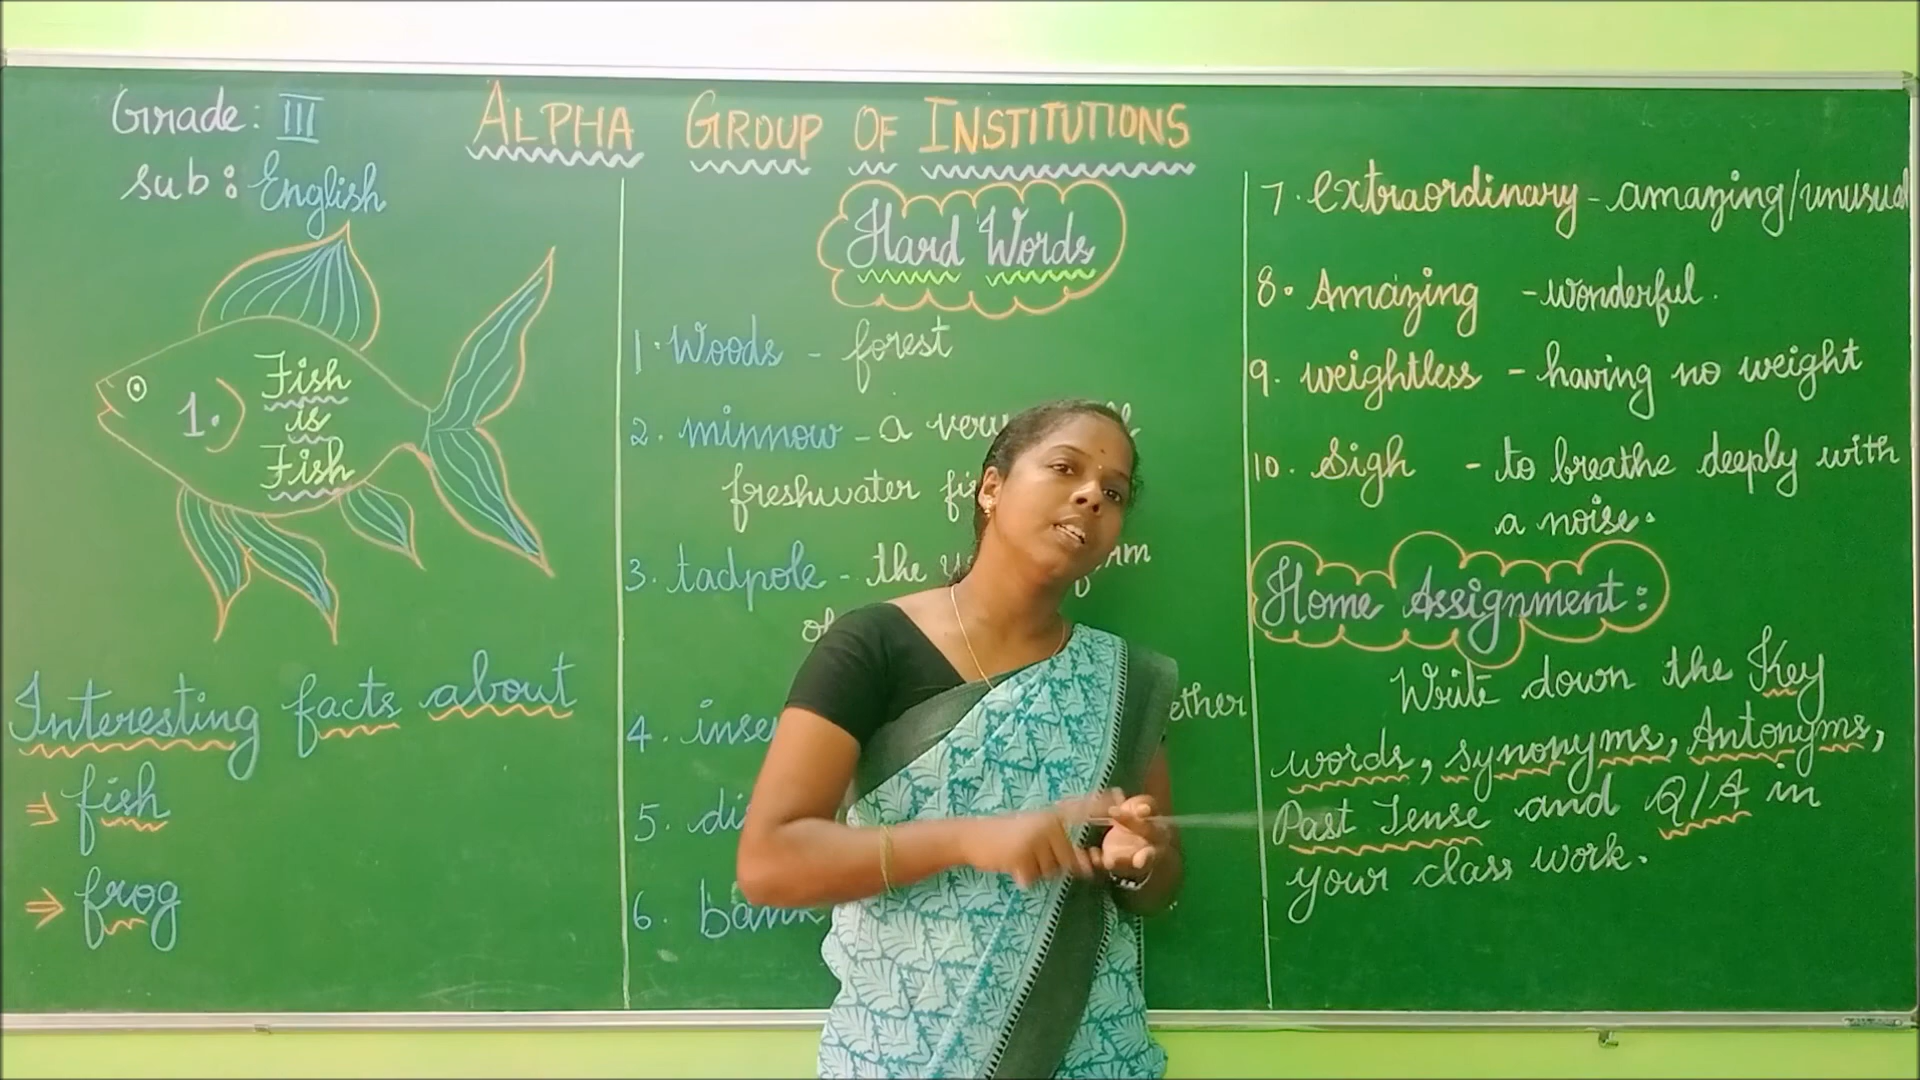 Grade: III
sub: English
ALPHA GROUP OF INSTITUTIONS
1. Fish
is
Fish
Interesting facts about
⇒ fish
⇒ frog
Hard Words
1. Woods - forest
2. minnow - a very
freshwater
3. tadpole - the
4.
5.
6. bank
7. extraordinary - amazing/unusual
8. Amazing - wonderful.
9. weightless - having no weight
10. Sigh - to breathe deeply with
a noise.
Home Assignment:
Write down the Key
words, synonyms, Antonyms,
Past Tense and Q/A in
your class work.